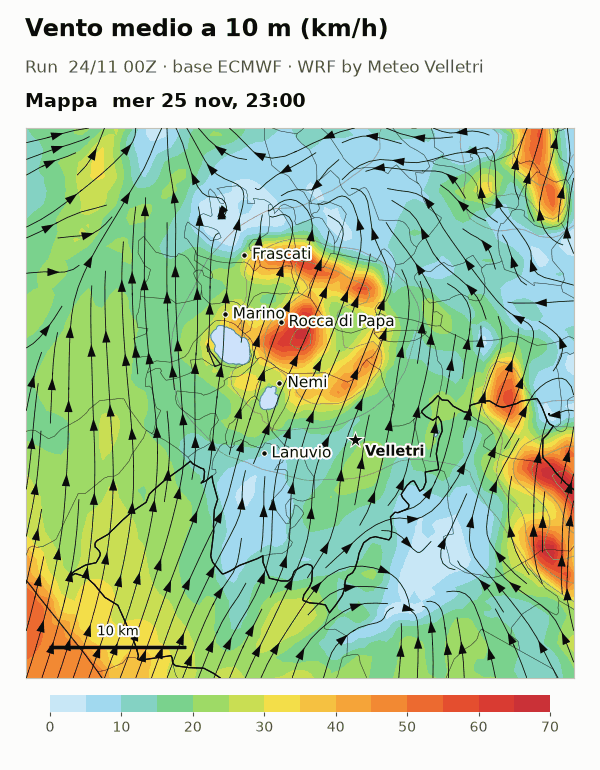 Vento medio a 10 m (km/h)
Run  24/11 00Z · base ECMWF · WRF by Meteo Velletri
Mappa  mer 25 nov, 23:00
Frascati
Marino
Rocca di Papa
Nemi
Velletri
Lanuvio
10 km
0 10 20 30 40 50 60 70